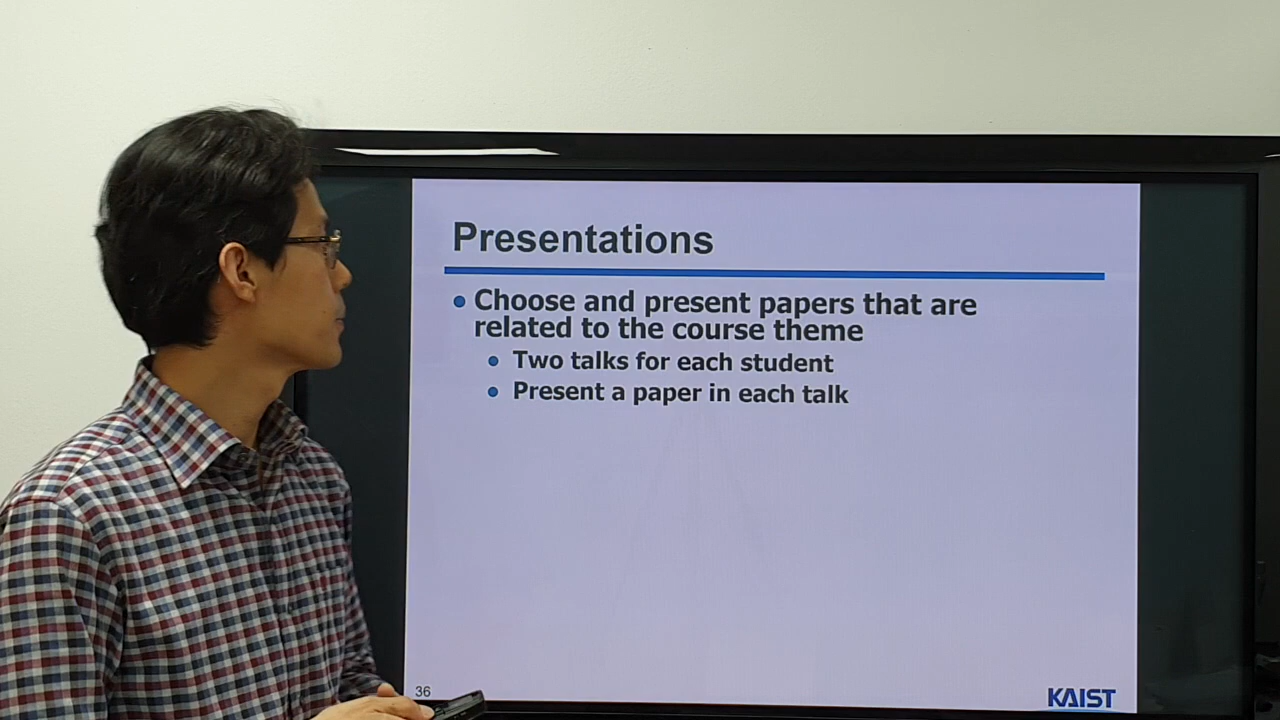 Presentations
Choose and present papers that are
related to the course theme
Two talks for each student
Present a paper in each talk
36
KAIST